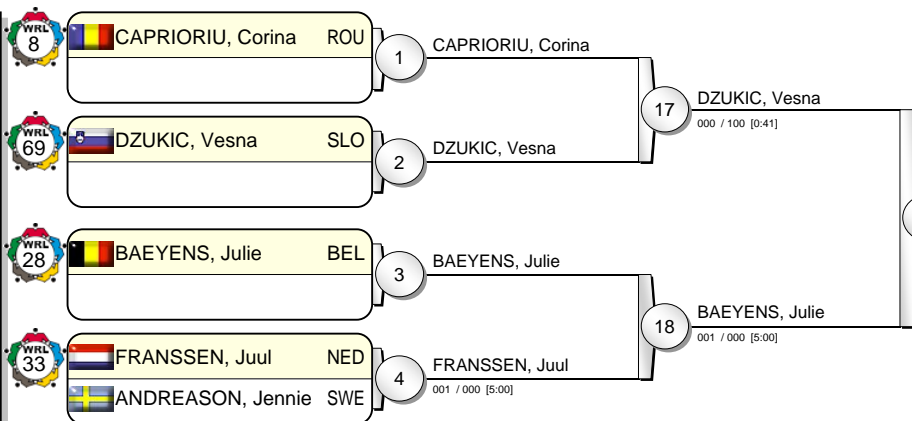 WRL 8 CAPRIORIU, Corina ROU
1
CAPRIORIU, Corina
WRL 69 DZUKIC, Vesna SLO
2
DZUKIC, Vesna
17
DZUKIC, Vesna
000 / 100 [0:41]
WRL 28 BAEYENS, Julie BEL
3
BAEYENS, Julie
WRL 33 FRANSSEN, Juul NED
ANDREASON, Jennie SWE
4
FRANSSEN, Juul
001 / 000 [5:00]
18
BAEYENS, Julie
001 / 000 [5:00]